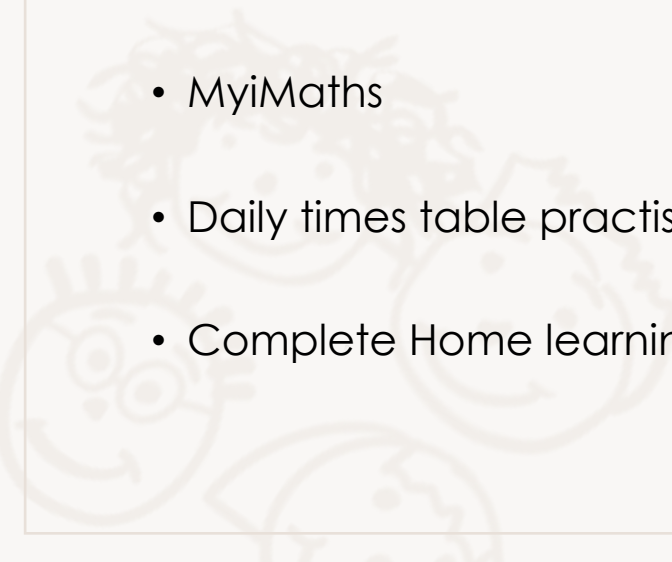 • MyiMaths
• Daily times table practis
• Complete Home learnin